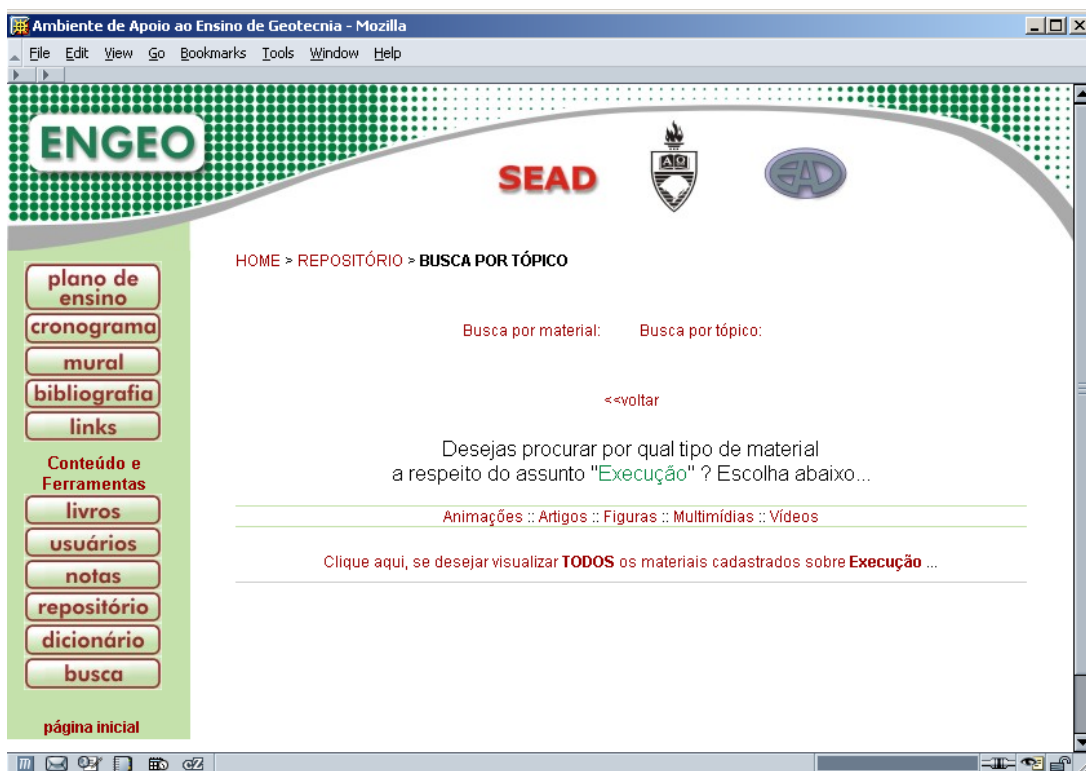 Ambiente de Apoio ao Ensino de Geotecnia - Mozilla
File Edit View Go Bookmarks Tools Window Help
ENGEO
SEAD
ΑΩ
EAD
HOME > REPOSITÓRIO > BUSCA POR TÓPICO
plano de
ensino
cronograma
mural
bibliografia
links
Conteúdo e
Ferramentas
livros
usuários
notas
repositório
dicionário
busca
página inicial
Busca por material: Busca por tópico:
<<voltar
Desejas procurar por qual tipo de material
a respeito do assunto "Execução" ? Escolha abaixo...
Animações :: Artigos :: Figuras :: Multimídias :: Vídeos
Clique aqui, se desejar visualizar TODOS os materiais cadastrados sobre Execução ...